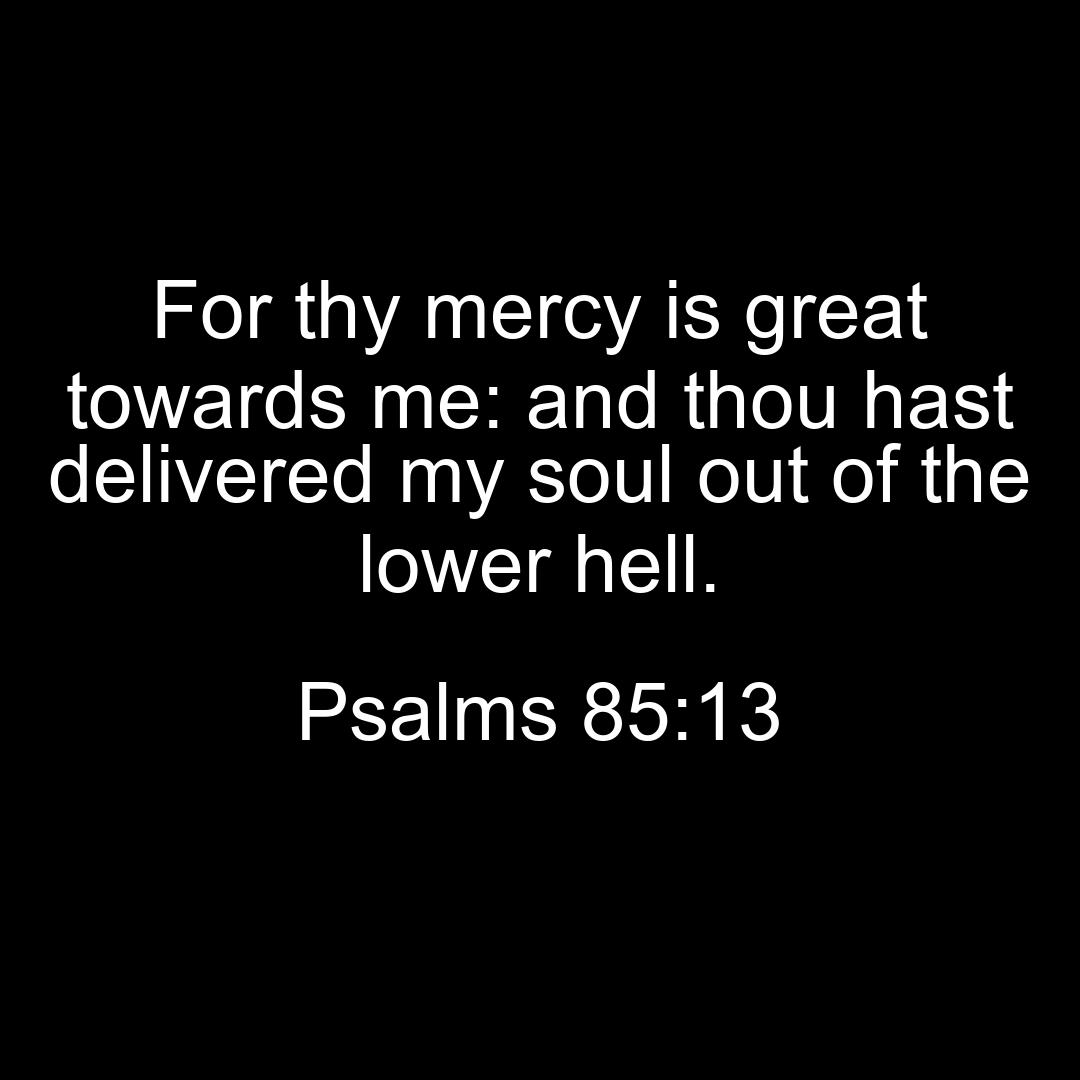 For thy mercy is great
towards me: and thou hast
delivered my soul out of the
lower hell.
Psalms 85:13